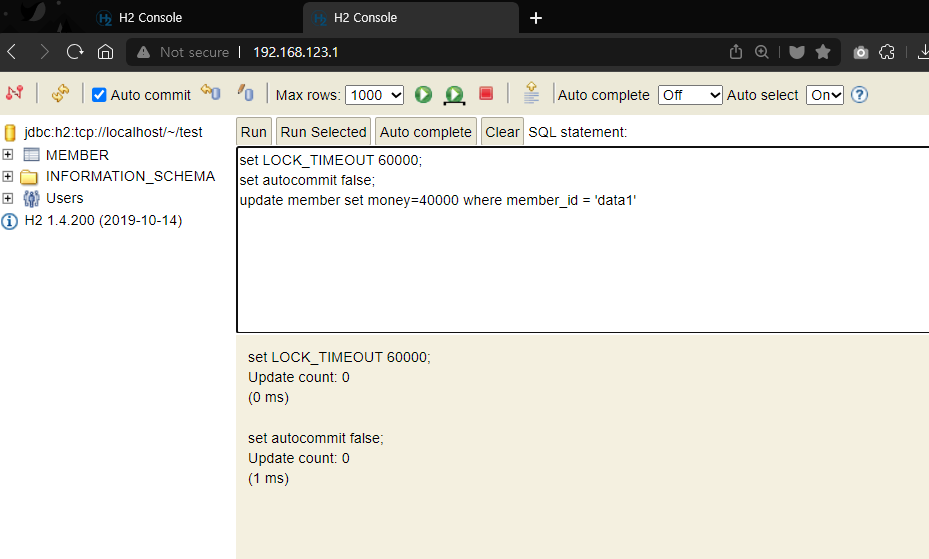 H2 Console
H2 Console
Not secure 192.168.123.1
Auto commit Max rows: 1000 Auto complete Off Auto select On
jdbc:h2:tcp://localhost/~/test
MEMBER
INFORMATION_SCHEMA
Users
H2 1.4.200 (2019-10-14)
Run Run Selected Auto complete Clear SQL statement:
set LOCK_TIMEOUT 60000;
set autocommit false;
update member set money=40000 where member_id = 'data1'
set LOCK_TIMEOUT 60000;
Update count: 0
(0 ms)
set autocommit false;
Update count: 0
(1 ms)